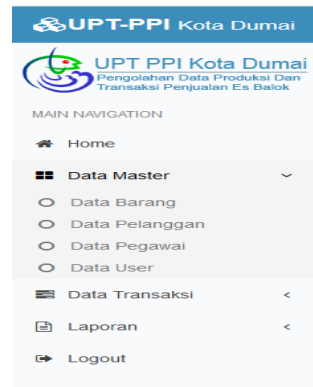 UPT-PPI Kota Dumai
UPT PPI Kota Dumai
Pengolahan Data Produksi Dan
Transaksi Penjualan Es Balok
MAIN NAVIGATION
Home
Data Master
Data Barang
Data Pelanggan
Data Pegawai
Data User
Data Transaksi
Laporan
Logout